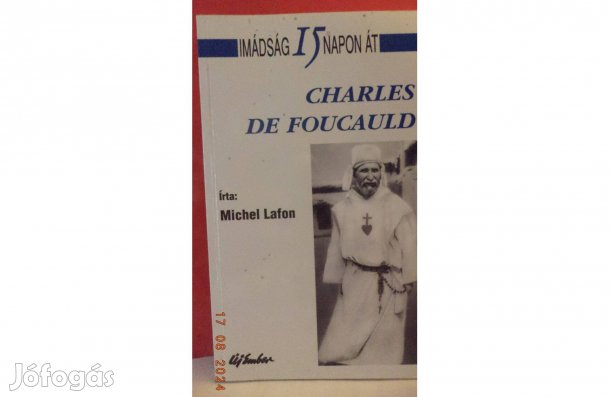 IMÁDSÁG 15 NAPON ÁT
CHARLES
DE FOUCAULD
Írta:
Michel Lafon
Új Ember
17 08 2024
Jófogás